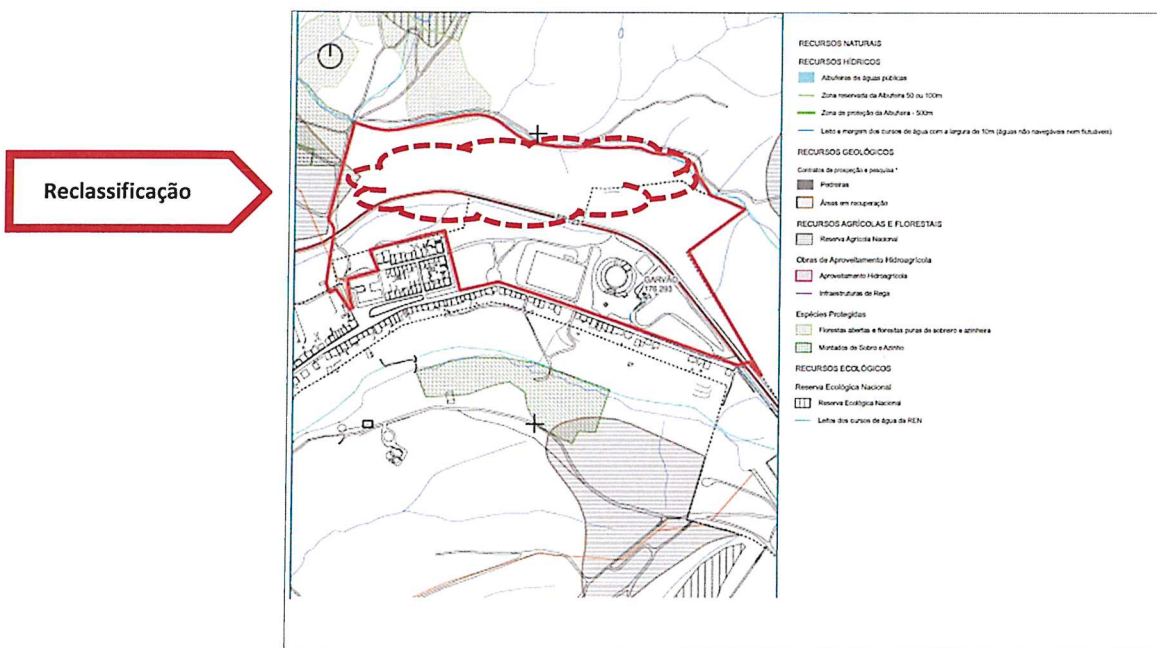 Reclassificação
GARVÃO
176 293
RECURSOS NATURAIS
RECURSOS HÍDRICOS
Albufeiras de águas públicas
Zona reservada da Albufeira 50 ou 100m
Zona de proteção da Albufeira - 500m
Leito e margem dos cursos de água com a largura de 10m (águas não navegáveis nem flutuáveis)
RECURSOS GEOLÓGICOS
Contratos de prospeção e pesquisa *
Pedreiras
Áreas em recuperação
RECURSOS AGRÍCOLAS E FLORESTAIS
Reserva Agrícola Nacional
Obras de Aproveitamento Hidroagrícola
Aproveitamento Hidroagrícola
Infraestruturas de Rega
Espécies Protegidas
Florestas abertas e florestas puras de sobreiro e azinheira
Montados de Sobro e Azinho
RECURSOS ECOLÓGICOS
Reserva Ecológica Nacional
Reserva Ecológica Nacional
Leitos dos cursos de água da REN